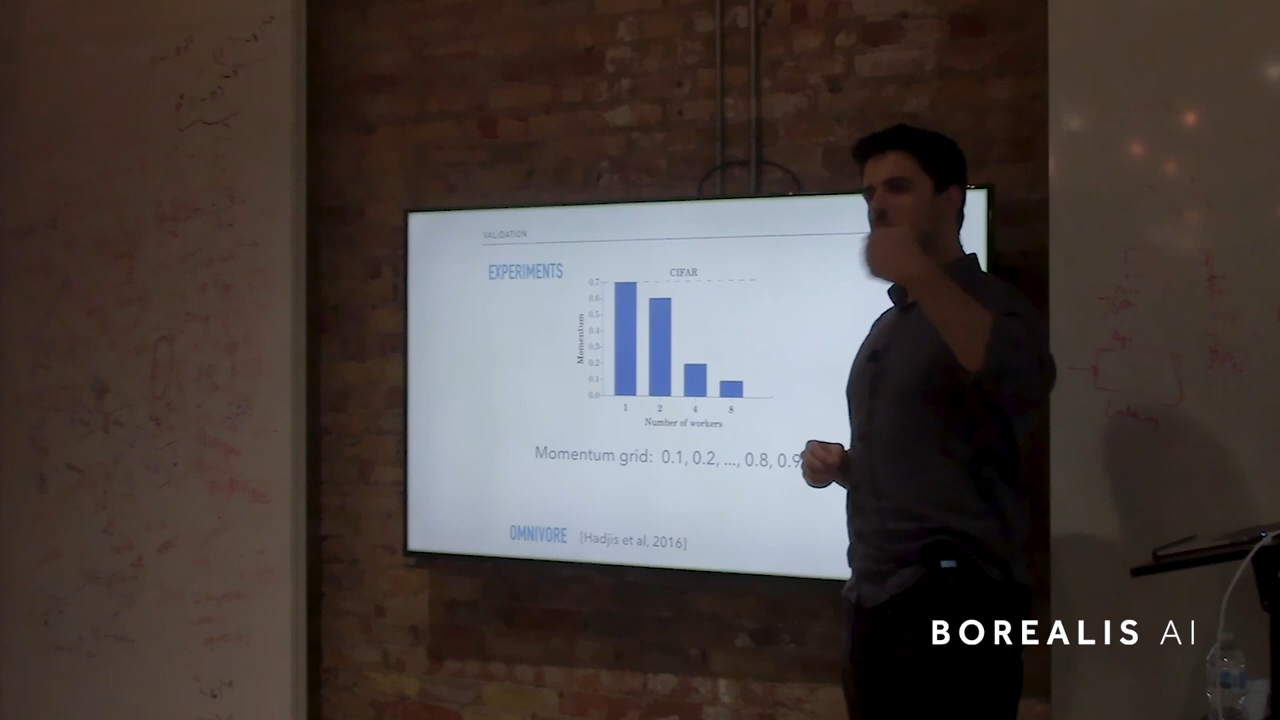 VALIDATION
EXPERIMENTS
CIFAR
0.7
0.6
0.5
0.4
0.3
0.2
0.1
0.0
Momentum
1 2 4 8
Number of workers
Momentum grid: 0.1, 0.2, ..., 0.8, 0.9
OMNIVORE [Hadjis et al, 2016]
BOREALIS AI